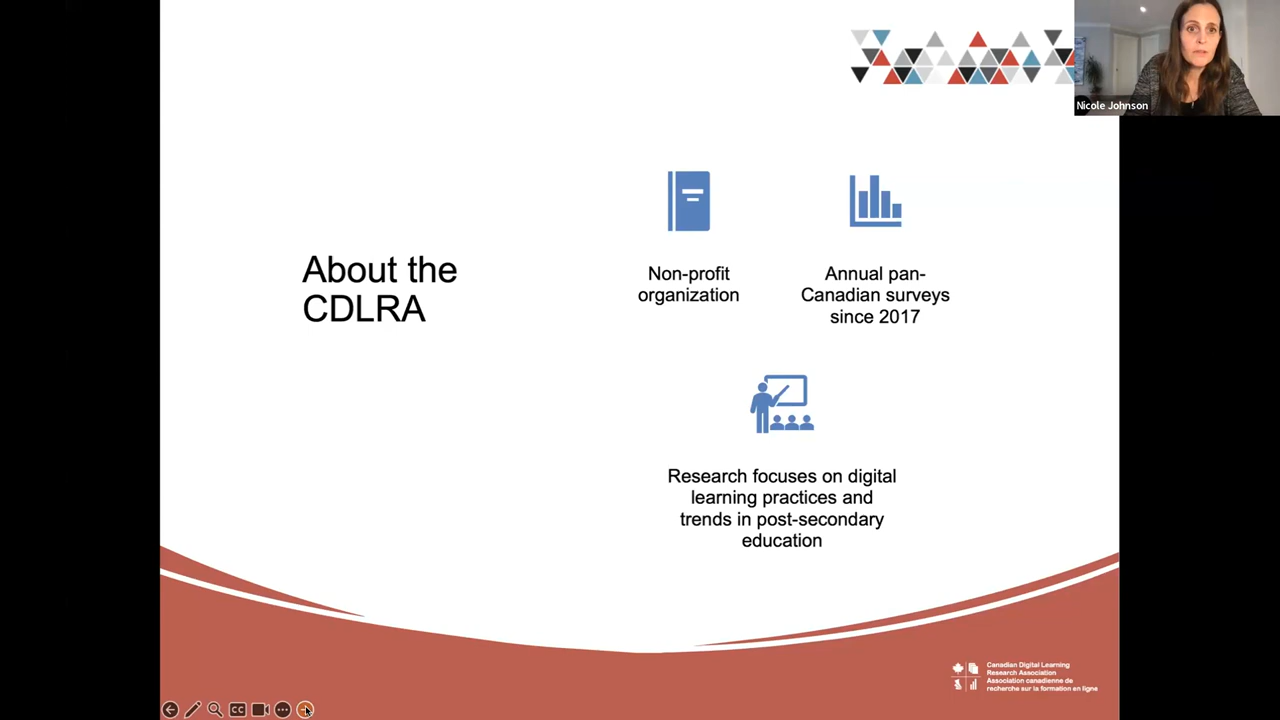 Nicole Johnson
About the
CDLRA
Non-profit
organization
Annual pan-
Canadian surveys
since 2017
Research focuses on digital
learning practices and
trends in post-secondary
education
Canadian Digital Learning
Research Association
Association canadienne de
recherche sur la formation en ligne
CC